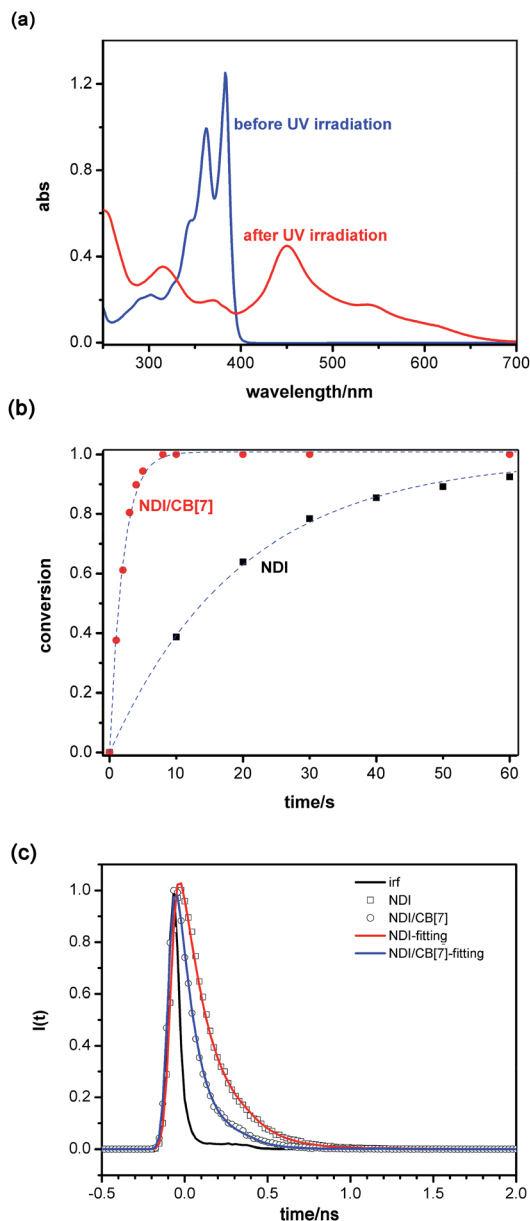 (a)
1.2
0.8
0.4
0.0
abs
before UV irradiation
after UV irradiation
300 400 500 600 700
wavelength/nm
(b)
1.0
0.8
0.6
0.4
0.2
0.0
conversion
NDI/CB[7]
NDI
0 10 20 30 40 50 60
time/s
(c)
1.0
0.8
0.6
0.4
0.2
0.0
I(t)
irf
NDI
NDI/CB[7]
NDI-fitting
NDI/CB[7]-fitting
-0.5 0.0 0.5 1.0 1.5 2.0
time/ns